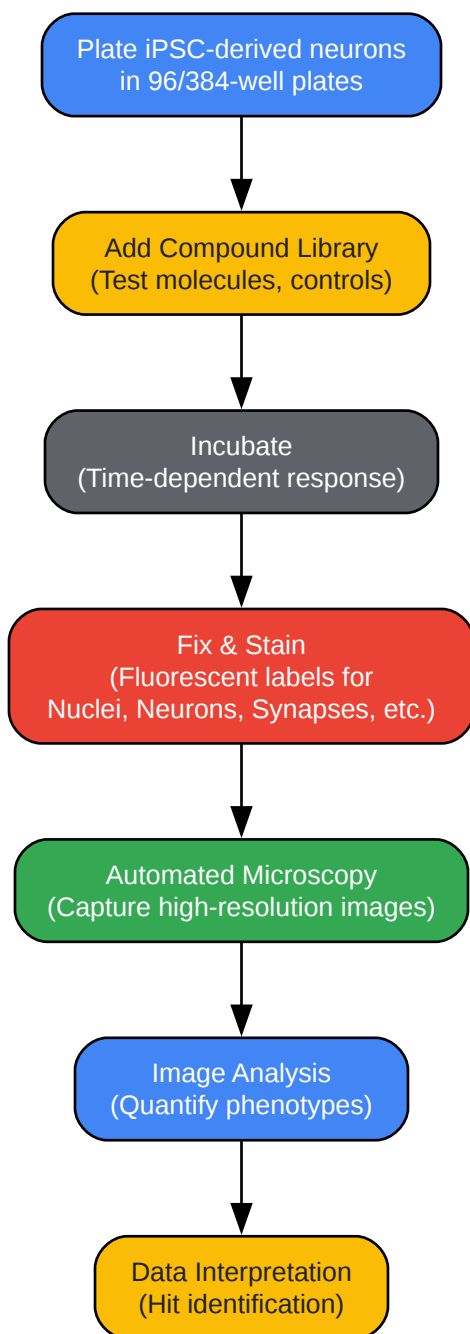 Plate iPSC-derived neurons
in 96/384-well plates
Add Compound Library
(Test molecules, controls)
Incubate
(Time-dependent response)
Fix & Stain
(Fluorescent labels for
Nuclei, Neurons, Synapses, etc.)
Automated Microscopy
(Capture high-resolution images)
Image Analysis
(Quantify phenotypes)
Data Interpretation
(Hit identification)